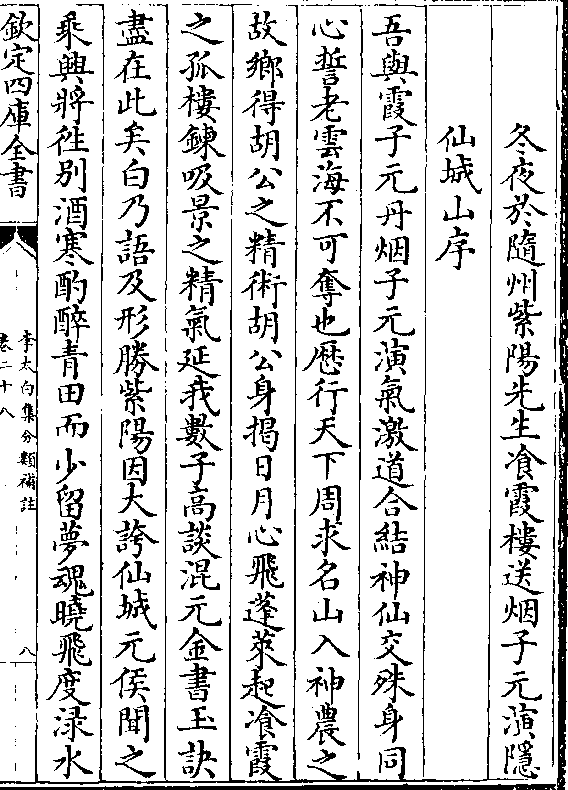 冬夜於隨州紫陽先生飡霞樓送烟子元演隱
仙城山序
吾與霞子元丹烟子元演氣激道合結神仙交殊身同
心誓老雲海不可奪也歷行天下周求名山入神農之
故鄉得胡公之精術胡公身揭日月心飛蓬萊起飡霞
之孤樓鍊吸景之精氣延我數子高談混元金書玉訣
盡在此矣白乃語及形勝紫陽因大誇仙城元侯聞之
乘興將徃別酒寒酌醉青田而少留夢魂曉飛度渌水
欽定四庫全書
李太白集分類補註
卷二十八
八